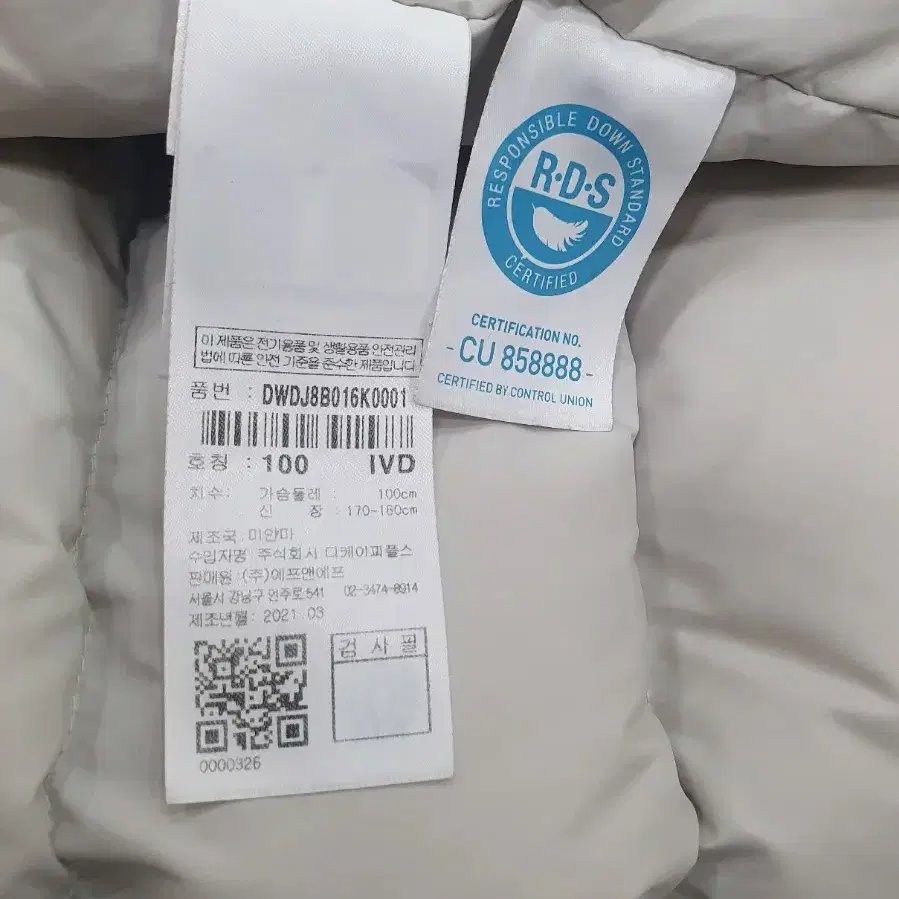 이 제품은 전기용품 및 생활용품 안전관리
법에 따른 안전 기준을 준수한 제품입니다
품번 : DWDJ8B016K0001
호칭 : 100 IVD
치수: 가슴둘레 : 100cm
신 장 : 170-180cm
제조국: 미얀마
수입자명 주식회사 디케이피플스
판매원 : (주)에프앤에프
서울시 강남구 언주로 541 02-3474-8914
제조년월 : 2021.03
검 사 필
0000326
RESPONSIBLE DOWN STANDARD
R·D·S
CERTIFIED
CERTIFICATION NO.
- CU 858888 -
CERTIFIED BY CONTROL UNION